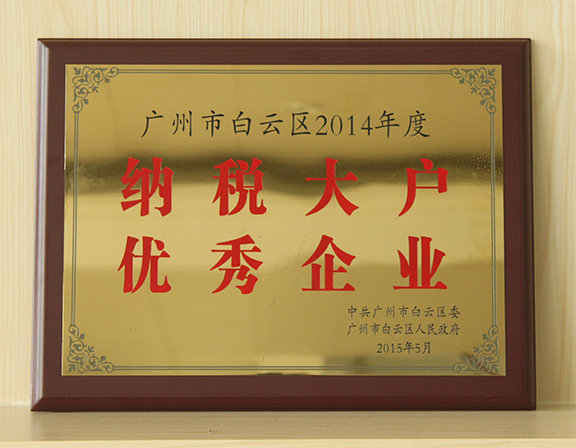 广州市白云区2014年度
纳税大户
优秀企业
中共广州市白云区委
广州市白云区人民政府
2015年5月